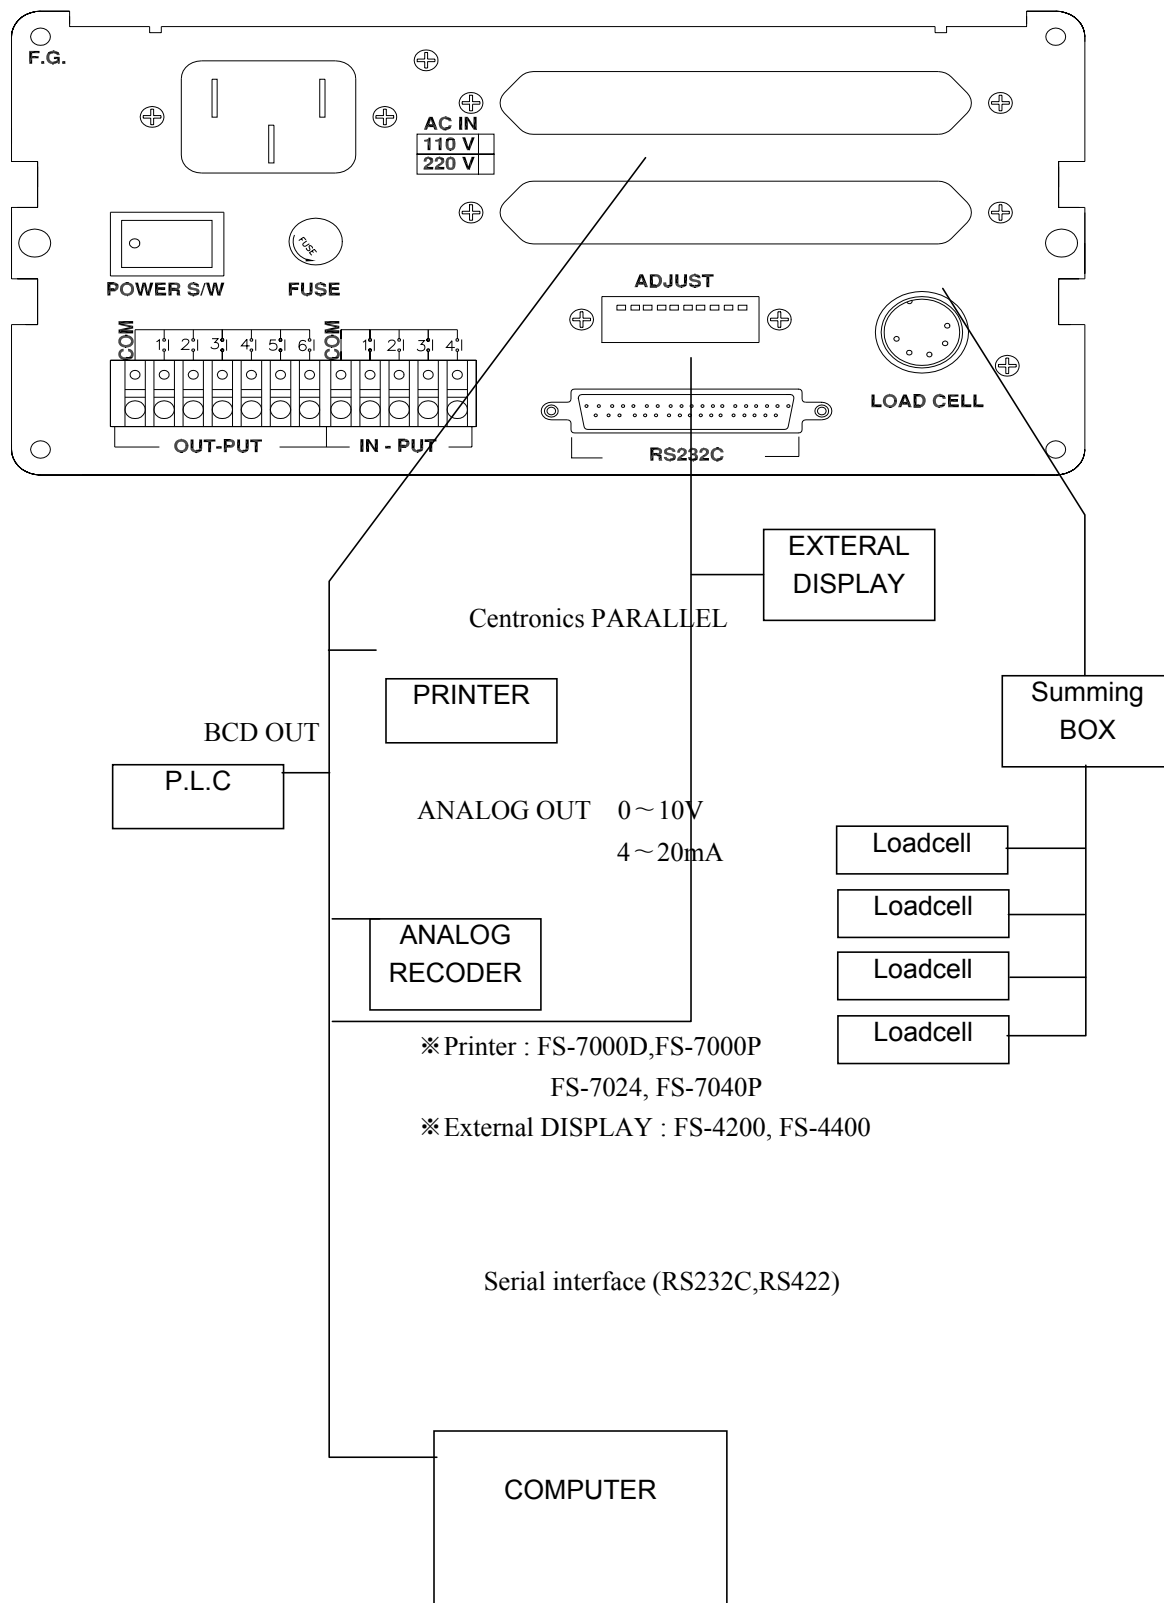 F.G.
AC IN
110 V
220 V
POWER S/W
FUSE
FUSE
ADJUST
LOAD CELL
COM 1 2 3 4 5 6 COM 1 2 3 4
OUT-PUT IN - PUT
RS232C
EXTERAL
DISPLAY
Centronics PARALLEL
PRINTER
Summing
BOX
BCD OUT
P.L.C
ANALOG OUT 0～10V
4～20mA
Loadcell
Loadcell
Loadcell
Loadcell
ANALOG
RECODER
※Printer : FS-7000D,FS-7000P
FS-7024, FS-7040P
※External DISPLAY : FS-4200, FS-4400
Serial interface (RS232C,RS422)
COMPUTER